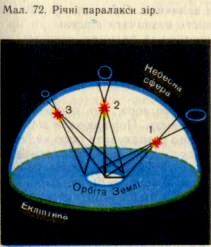 Мал. 72. Річні паралакси зір.
Небесна
сфера
3
2
1
Орбіта Землі
Екліптика